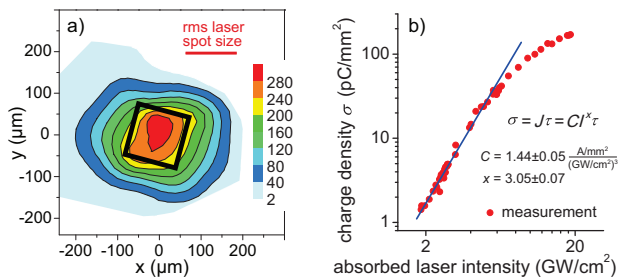 a)
rms laser
spot size
300
200
100
0
-100
-200
y (µm)
280
240
200
160
120
80
40
2
-200 -100 0 100 200
x (µm)
b)
charge density σ (pC/mm²)
100
10
1
σ = Jτ = CIˣτ
C = 1.44±0.05 A/mm² / (GW/cm²)³
x = 3.05±0.07
measurement
2 20
absorbed laser intensity (GW/cm²)